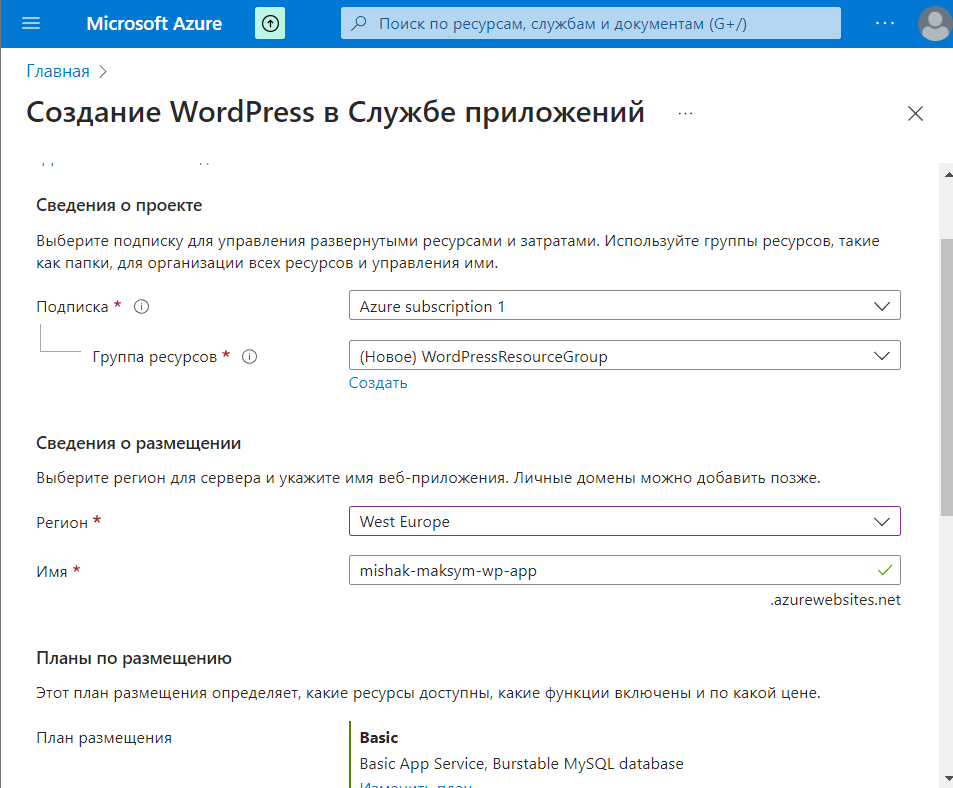 Microsoft Azure
Поиск по ресурсам, службам и документам (G+/)
Главная
Создание WordPress в Службе приложений
Сведения о проекте
Выберите подписку для управления развернутыми ресурсами и затратами. Используйте группы ресурсов, такие
как папки, для организации всех ресурсов и управления ими.
Подписка *
Azure subscription 1
Группа ресурсов *
(Новое) WordPressResourceGroup
Создать
Сведения о размещении
Выберите регион для сервера и укажите имя веб-приложения. Личные домены можно добавить позже.
Регион *
West Europe
Имя *
mishak-maksym-wp-app
.azurewebsites.net
Планы по размещению
Этот план размещения определяет, какие ресурсы доступны, какие функции включены и по какой цене.
План размещения
Basic
Basic App Service, Burstable MySQL database
Изменить план